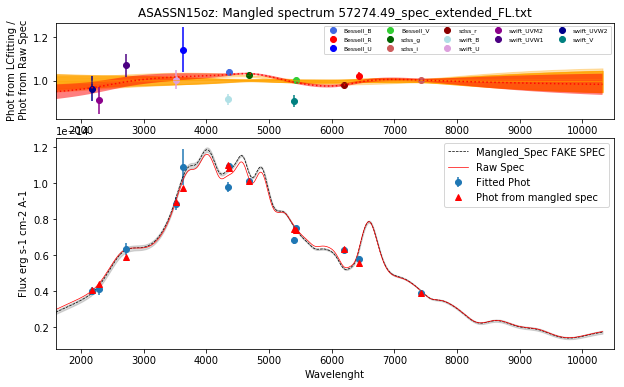 ASASSN15oz: Mangled spectrum 57274.49_spec_extended_FL.txt
Phot from LCfitting /
Phot from Raw Spec
1.0
Bessell_B
Bessell_R
Bessell_U
Bessell_V
sdss_g
sdss_i
sdss_r
swift_B
swift_U
swift_UVM2
swift_UVW1
swift_UVW2
swift_V
2000 3000 4000 5000 6000 7000 8000 9000 10000
1e−14
Flux erg s-1 cm-2 A-1
1.2
1.0
0.8
0.6
0.4
0.2
Mangled_Spec FAKE SPEC
Raw Spec
Fitted Phot
Phot from mangled spec
2000 3000 4000 5000 6000 7000 8000 9000 10000
Wavelenght